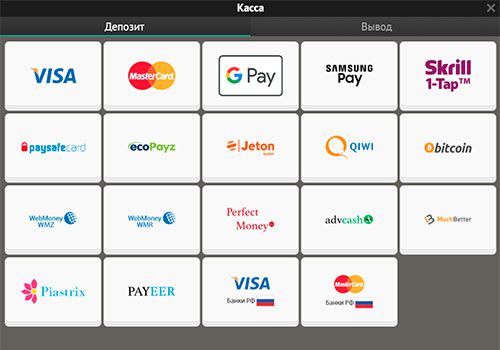 Касса
Депозит
Вывод
VISA
MasterCard
G Pay
SAMSUNG
Pay
Skrill
1-Tap™
paysafecard
ecoPayz
Jeton
wallet
QIWI
bitcoin
WebMoney
WMZ
WebMoney
WMR
Perfect
Money
advcash
MuchBetter
Piastrix
PAYEER
VISA
Банки РФ
MasterCard
Банки РФ